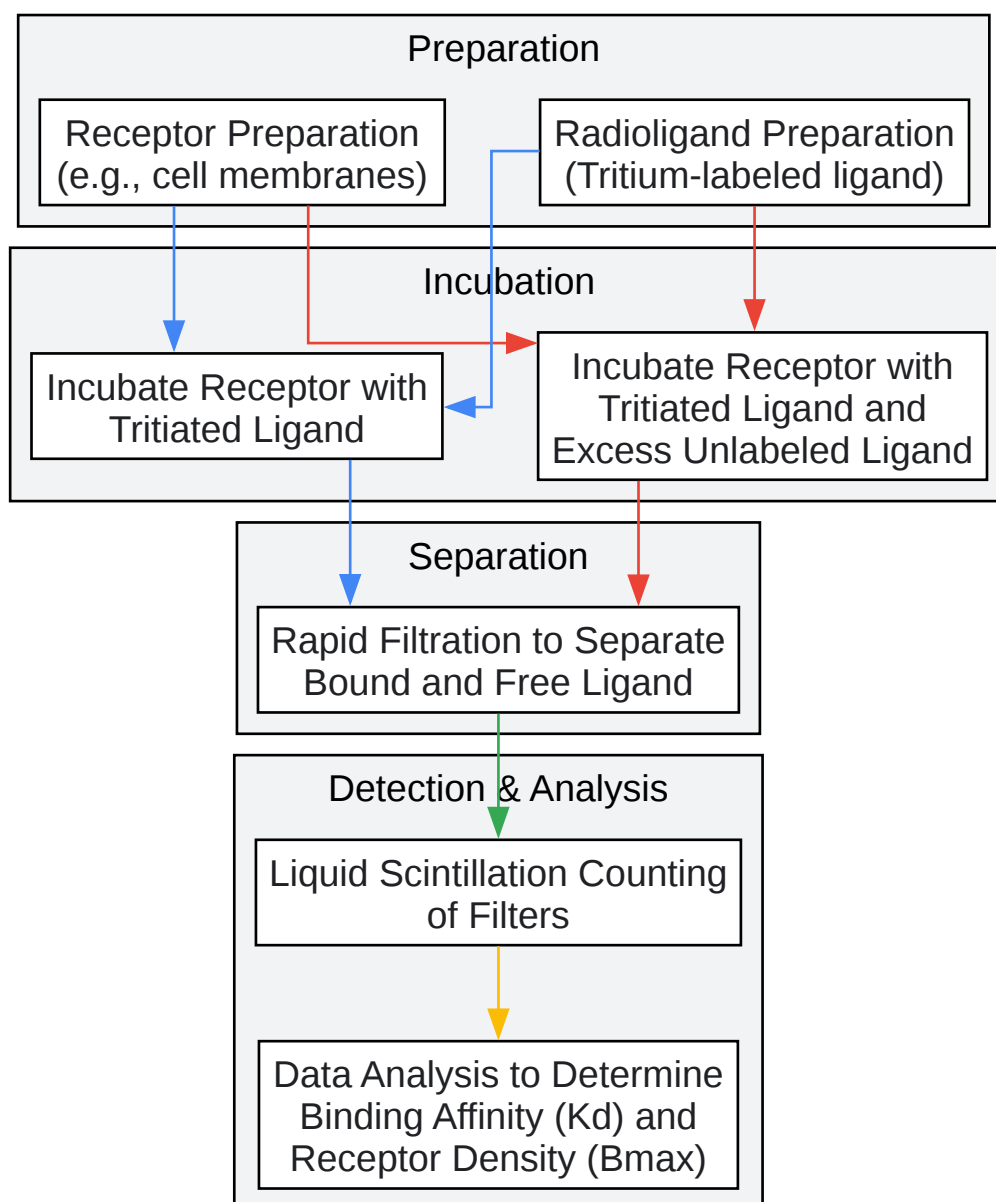 Preparation
Receptor Preparation
(e.g., cell membranes)
Radioligand Preparation
(Tritium-labeled ligand)
Incubation
Incubate Receptor with
Tritiated Ligand
Incubate Receptor with
Tritiated Ligand and
Excess Unlabeled Ligand
Separation
Rapid Filtration to Separate
Bound and Free Ligand
Detection & Analysis
Liquid Scintillation Counting
of Filters
Data Analysis to Determine
Binding Affinity (Kd) and
Receptor Density (Bmax)